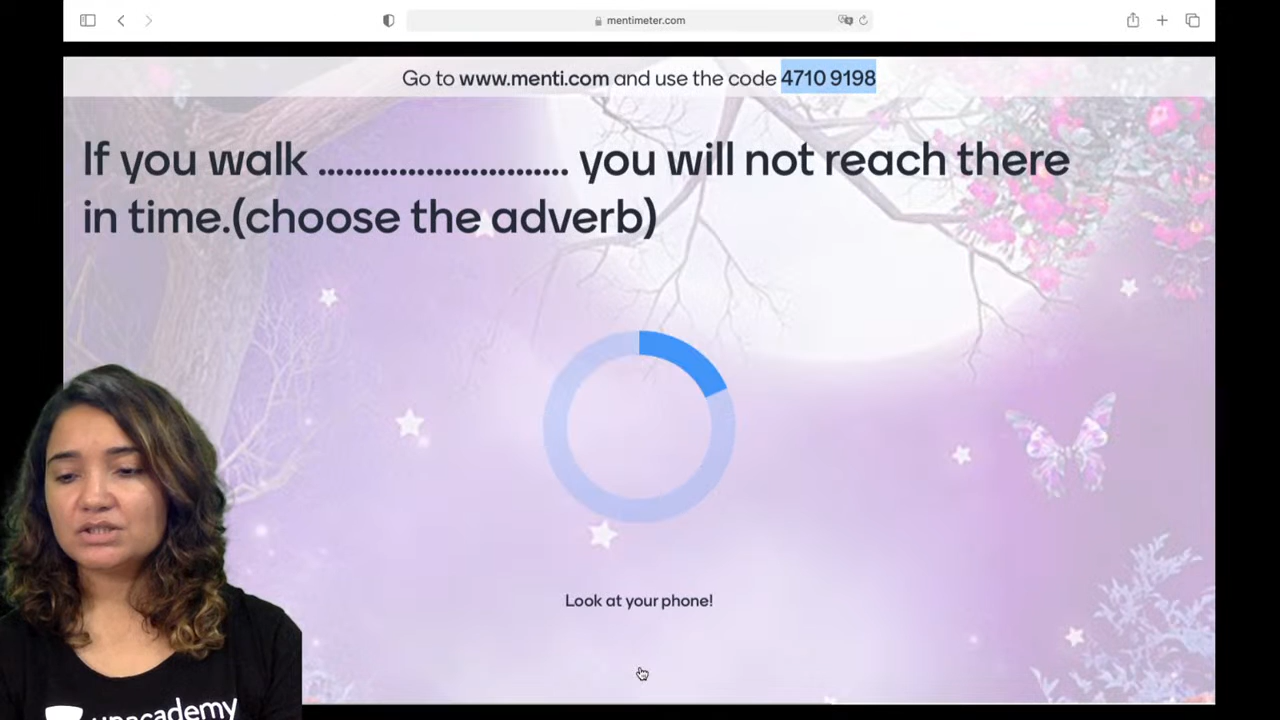 mentimeter.com
Go to www.menti.com and use the code 4710 9198
If you walk ............................ you will not reach there
in time.(choose the adverb)
Look at your phone!
unacademy